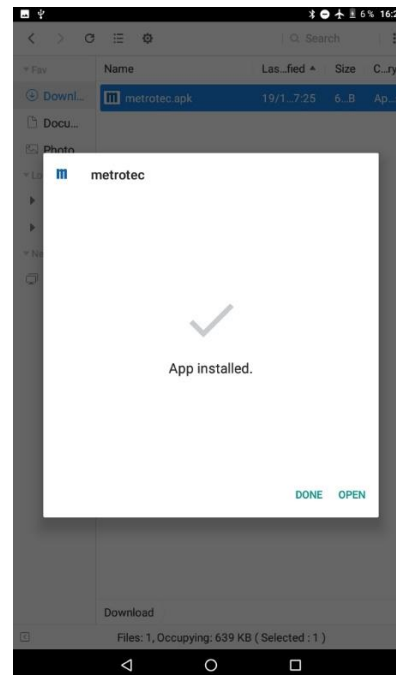 6% 16:2
Search
Fav
Name Las...fied Size C...ry
Downl...
m metrotec.apk 19/1...7:25 6...B Ap...
Docu...
Photo
Lo
m metrotec
Ne
App installed.
DONE OPEN
Download
Files: 1, Occupying: 639 KB ( Selected : 1 )